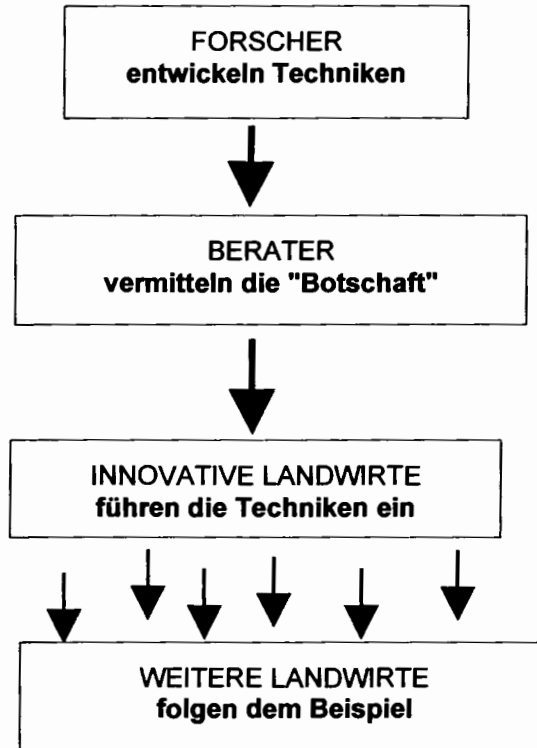 FORSCHER
entwickeln Techniken
BERATER
vermitteln die "Botschaft"
INNOVATIVE LANDWIRTE
führen die Techniken ein
WEITERE LANDWIRTE
folgen dem Beispiel